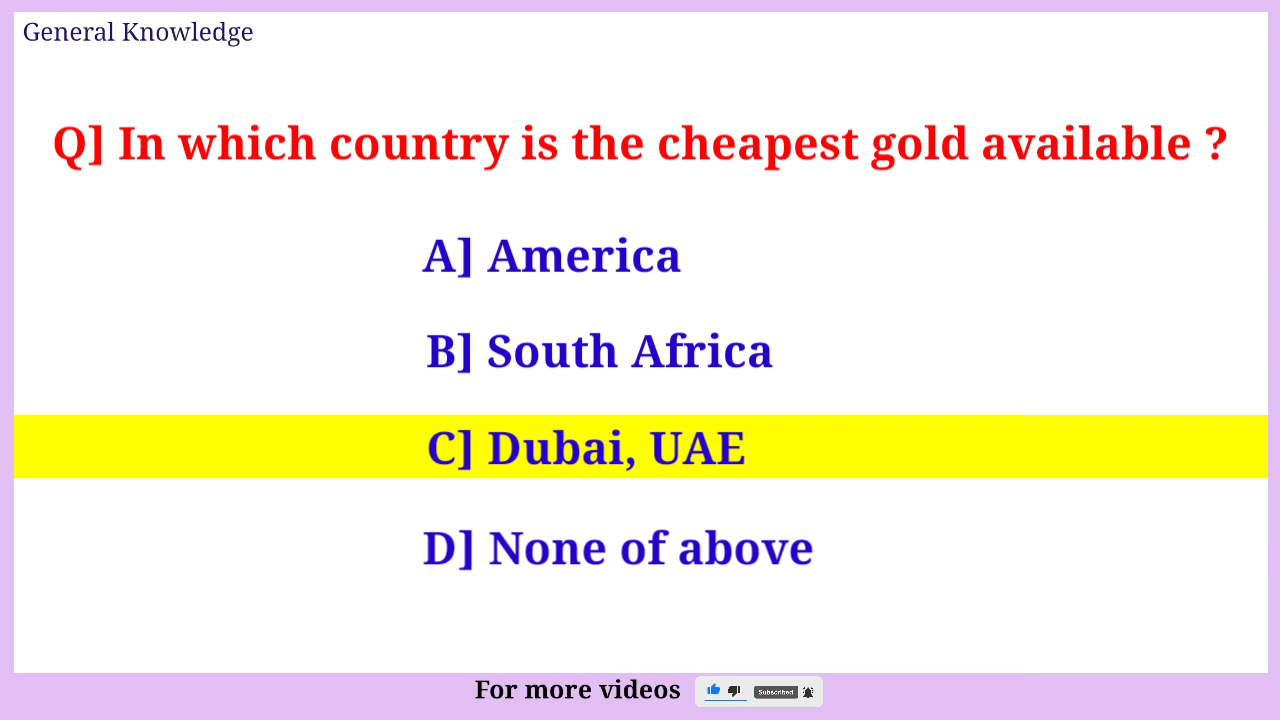 General Knowledge
Q] In which country is the cheapest gold available ?
A] America
B] South Africa
C] Dubai, UAE
D] None of above
For more videos
Subscribed